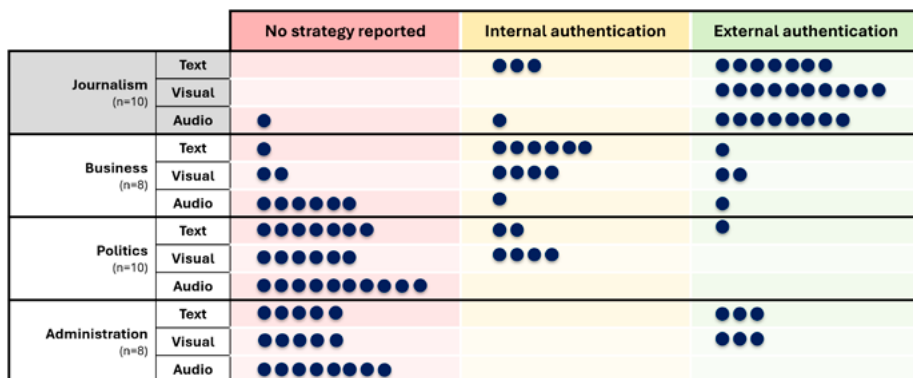 No strategy reported Internal authentication External authentication
Journalism
(n=10)
Text
Visual
Audio
Business
(n=8)
Text
Visual
Audio
Politics
(n=10)
Text
Visual
Audio
Administration
(n=8)
Text
Visual
Audio